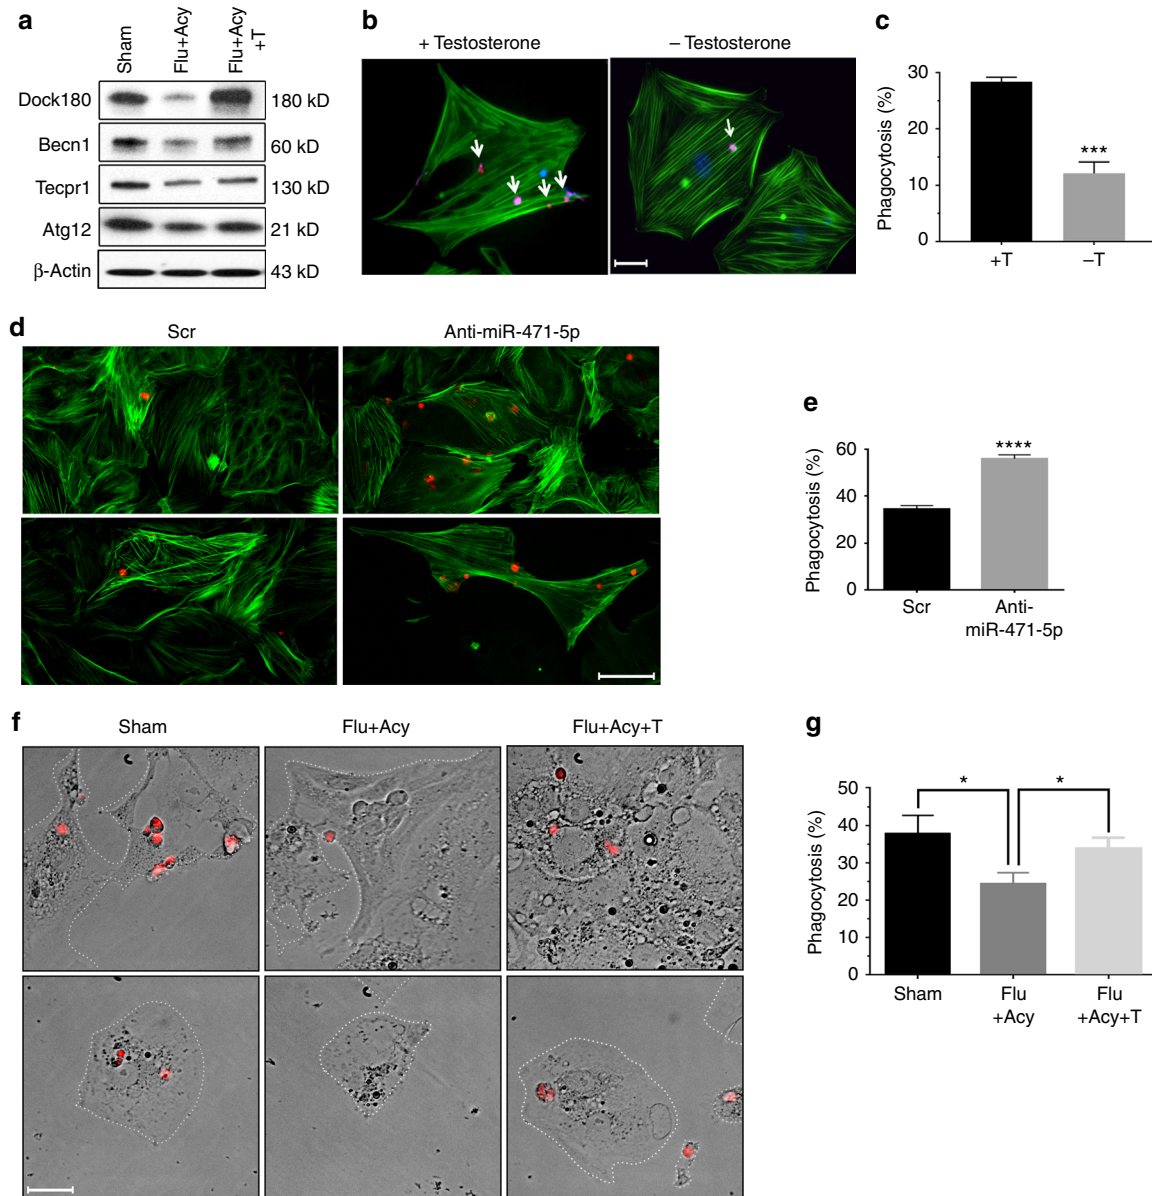 a
Sham
Flu+Acy
Flu+Acy
+T
Dock180
180 kD
Becn1
60 kD
Tecpr1
130 kD
Atg12
21 kD
β-Actin
43 kD
b
+ Testosterone
– Testosterone
c
Phagocytosis (%)
30
20
10
0
***
+T
–T
d
Scr
Anti-miR-471-5p
e
Phagocytosis (%)
60
40
20
0
****
Scr
Anti-
miR-471-5p
f
Sham
Flu+Acy
Flu+Acy+T
g
Phagocytosis (%)
50
40
30
20
10
0
*
*
Sham
Flu
+Acy
Flu
+Acy+T